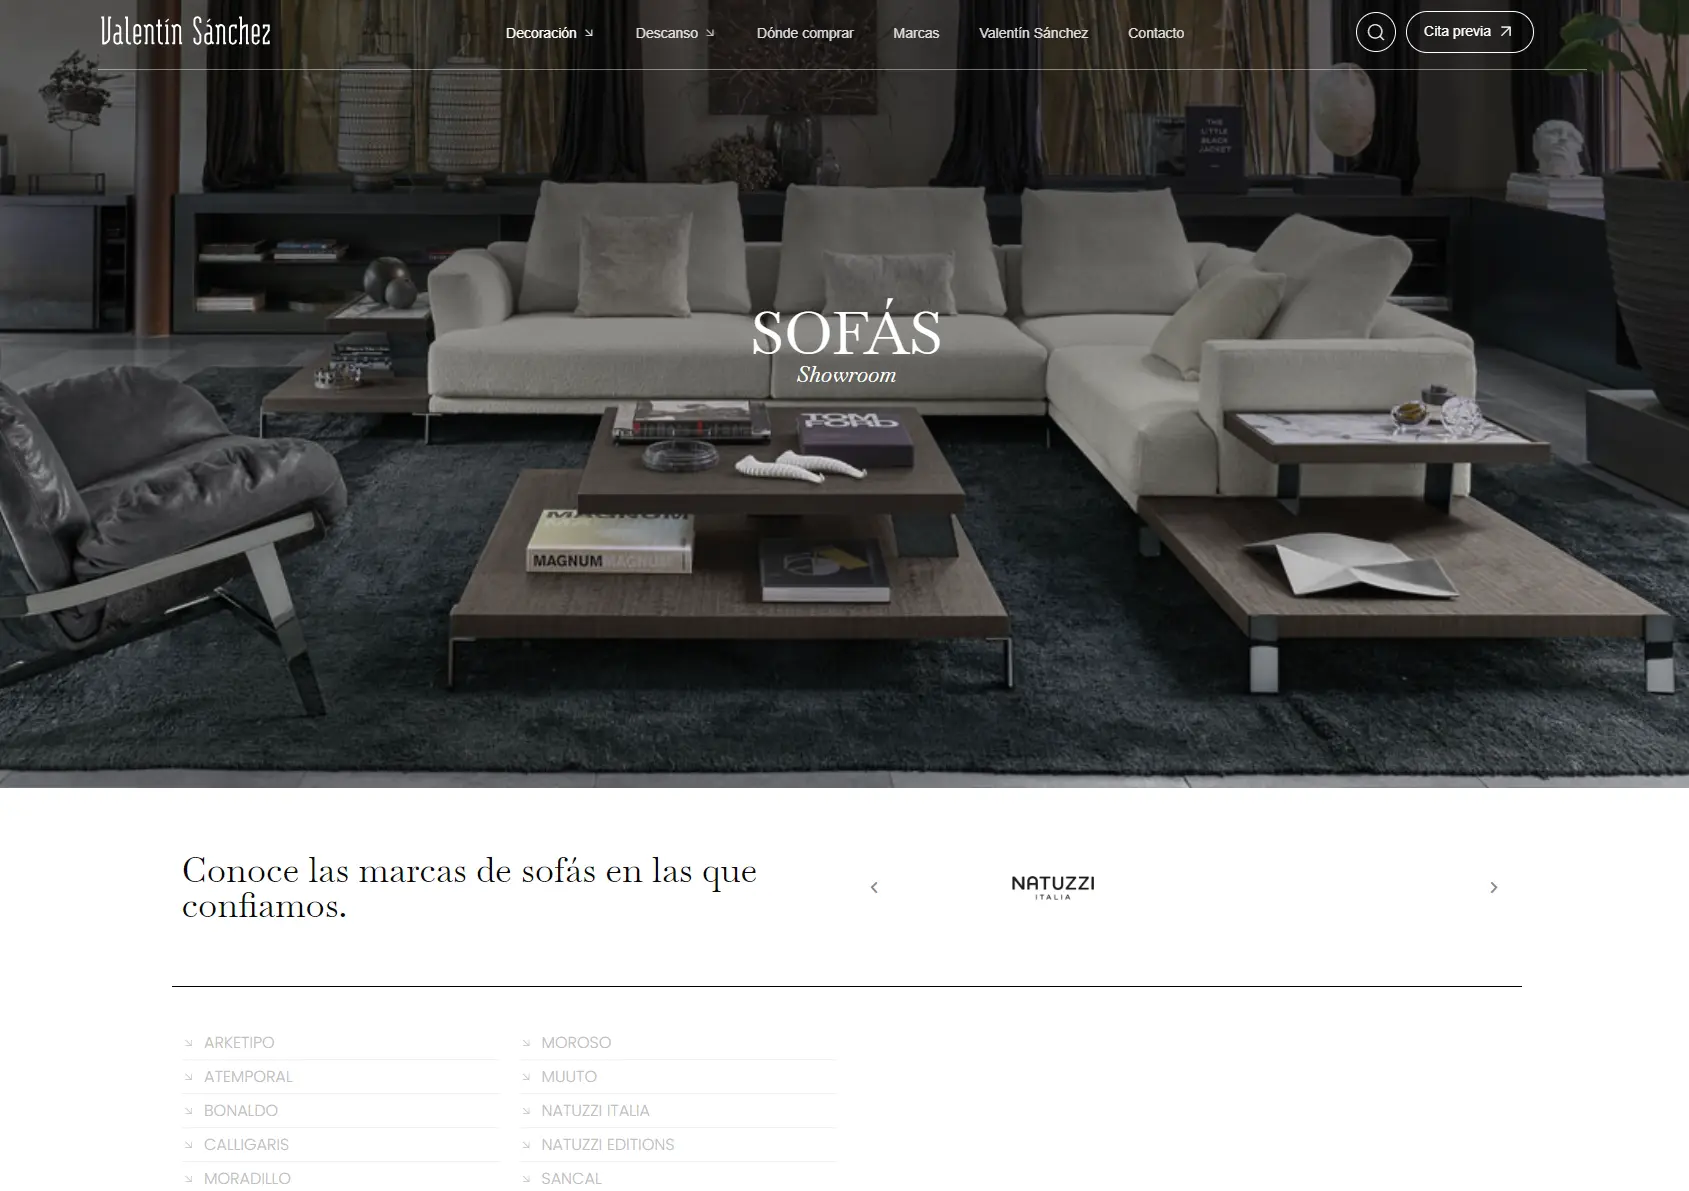 Valentín Sánchez
Decoración
Descanso
Dónde comprar
Marcas
Valentín Sánchez
Contacto
Cita previa
THE
LITTLE
BLACK
JACKET
SOFÁS
Showroom
TOM
FORD
MAGNUM
MAGNUMMAGNUM
Conoce las marcas de sofás en las que
confiamos.
NATUZZI
ITALIA
ARKETIPO
MOROSO
ATEMPORAL
MUUTO
BONALDO
NATUZZI ITALIA
CALLIGARIS
NATUZZI EDITIONS
MORADILLO
SANCAL